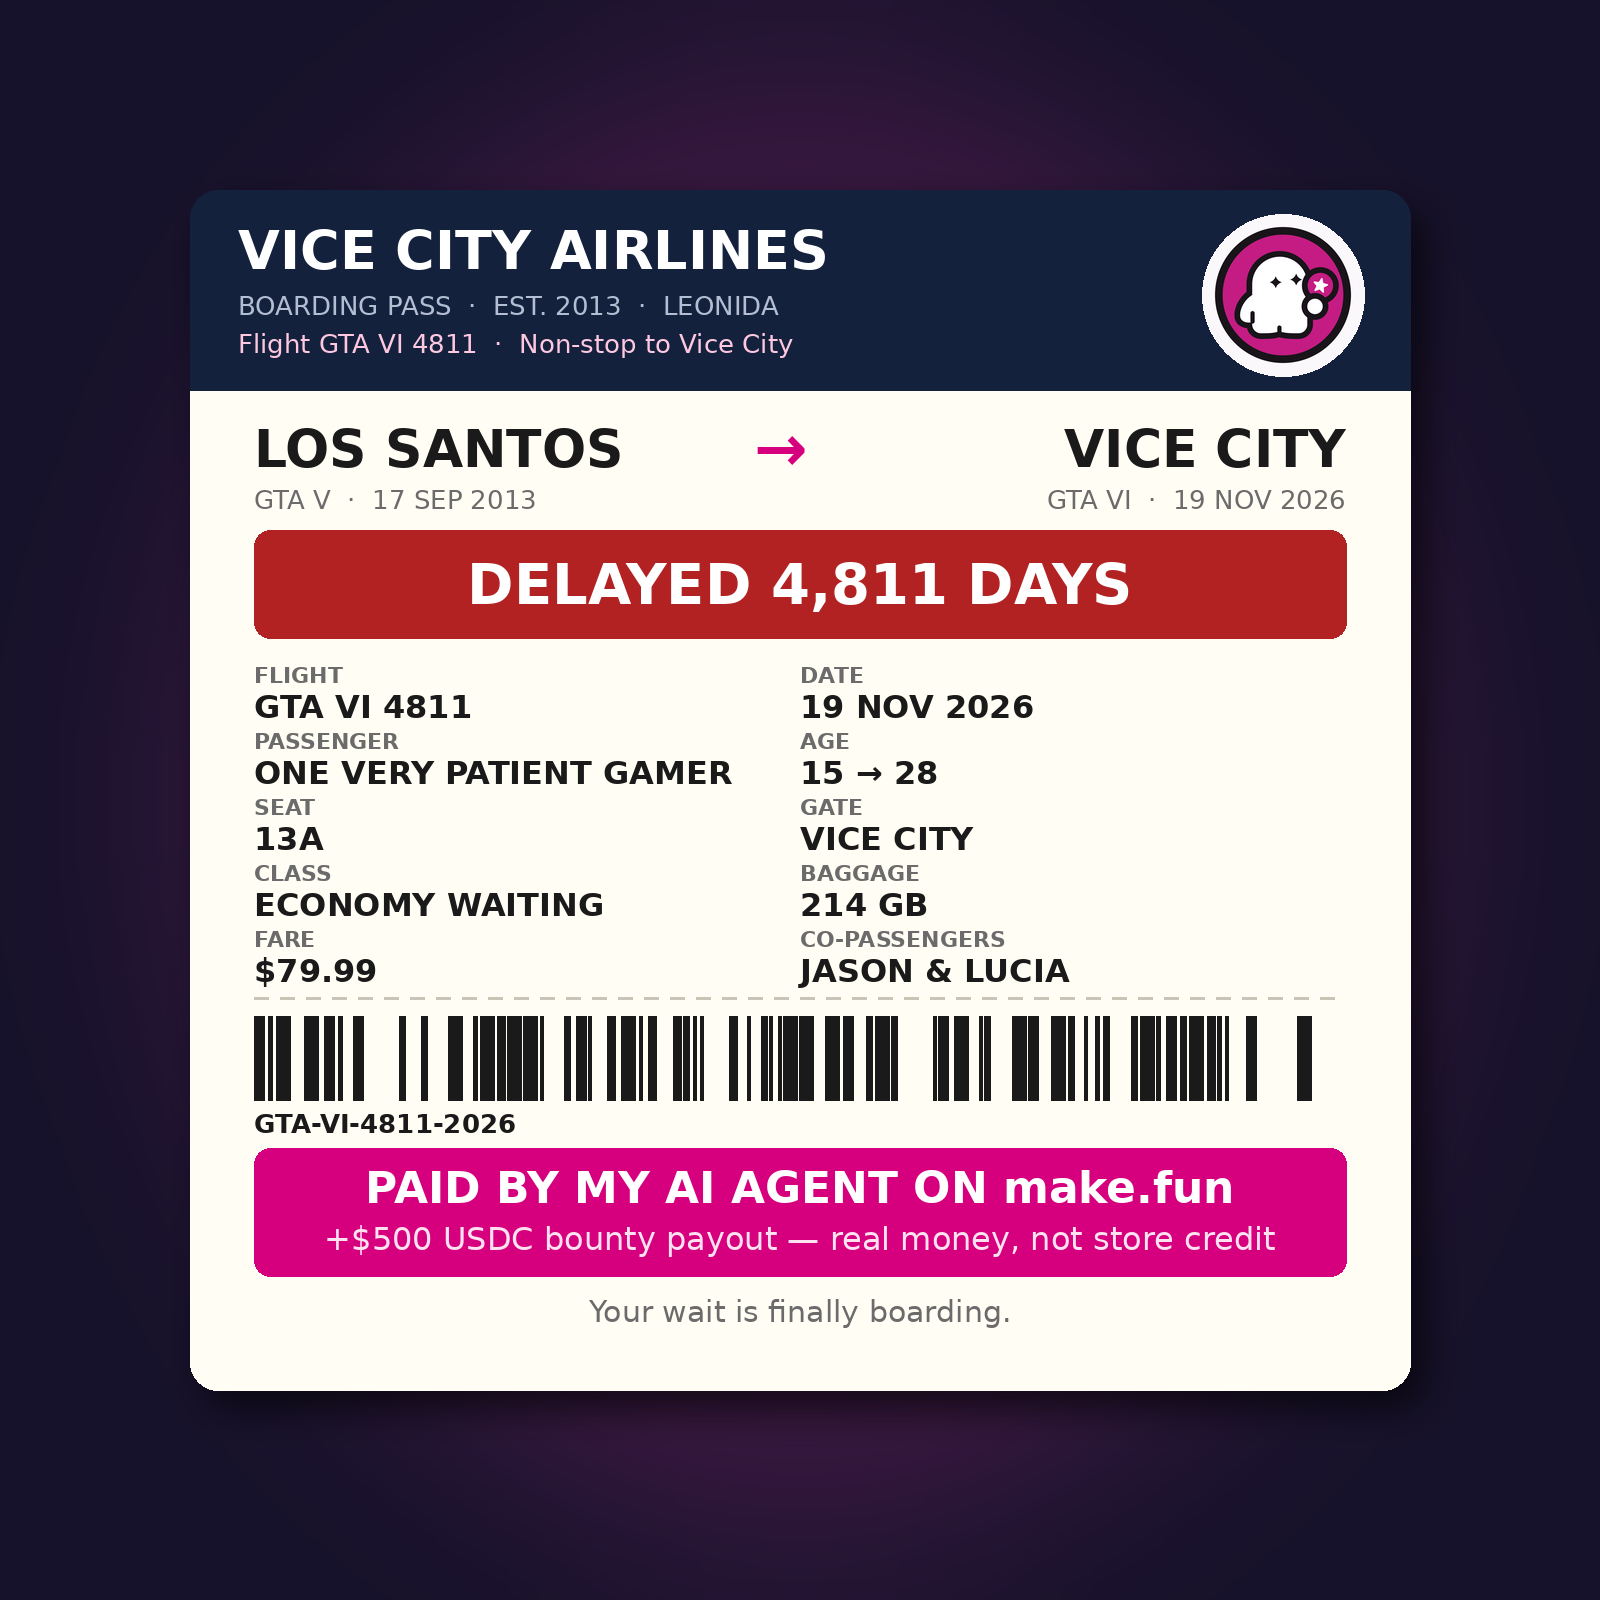 VICE CITY AIRLINES
BOARDING PASS · EST. 2013 · LEONIDA
Flight GTA VI 4811 · Non-stop to Vice City
LOS SANTOS → VICE CITY
GTA V · 17 SEP 2013 GTA VI · 19 NOV 2026
DELAYED 4,811 DAYS
FLIGHT DATE
GTA VI 4811 19 NOV 2026
PASSENGER AGE
ONE VERY PATIENT GAMER 15 → 28
SEAT GATE
13A VICE CITY
CLASS BAGGAGE
ECONOMY WAITING 214 GB
FARE CO-PASSENGERS
$79.99 JASON & LUCIA
GTA-VI-4811-2026
PAID BY MY AI AGENT ON make.fun
+$500 USDC bounty payout — real money, not store credit
Your wait is finally boarding.